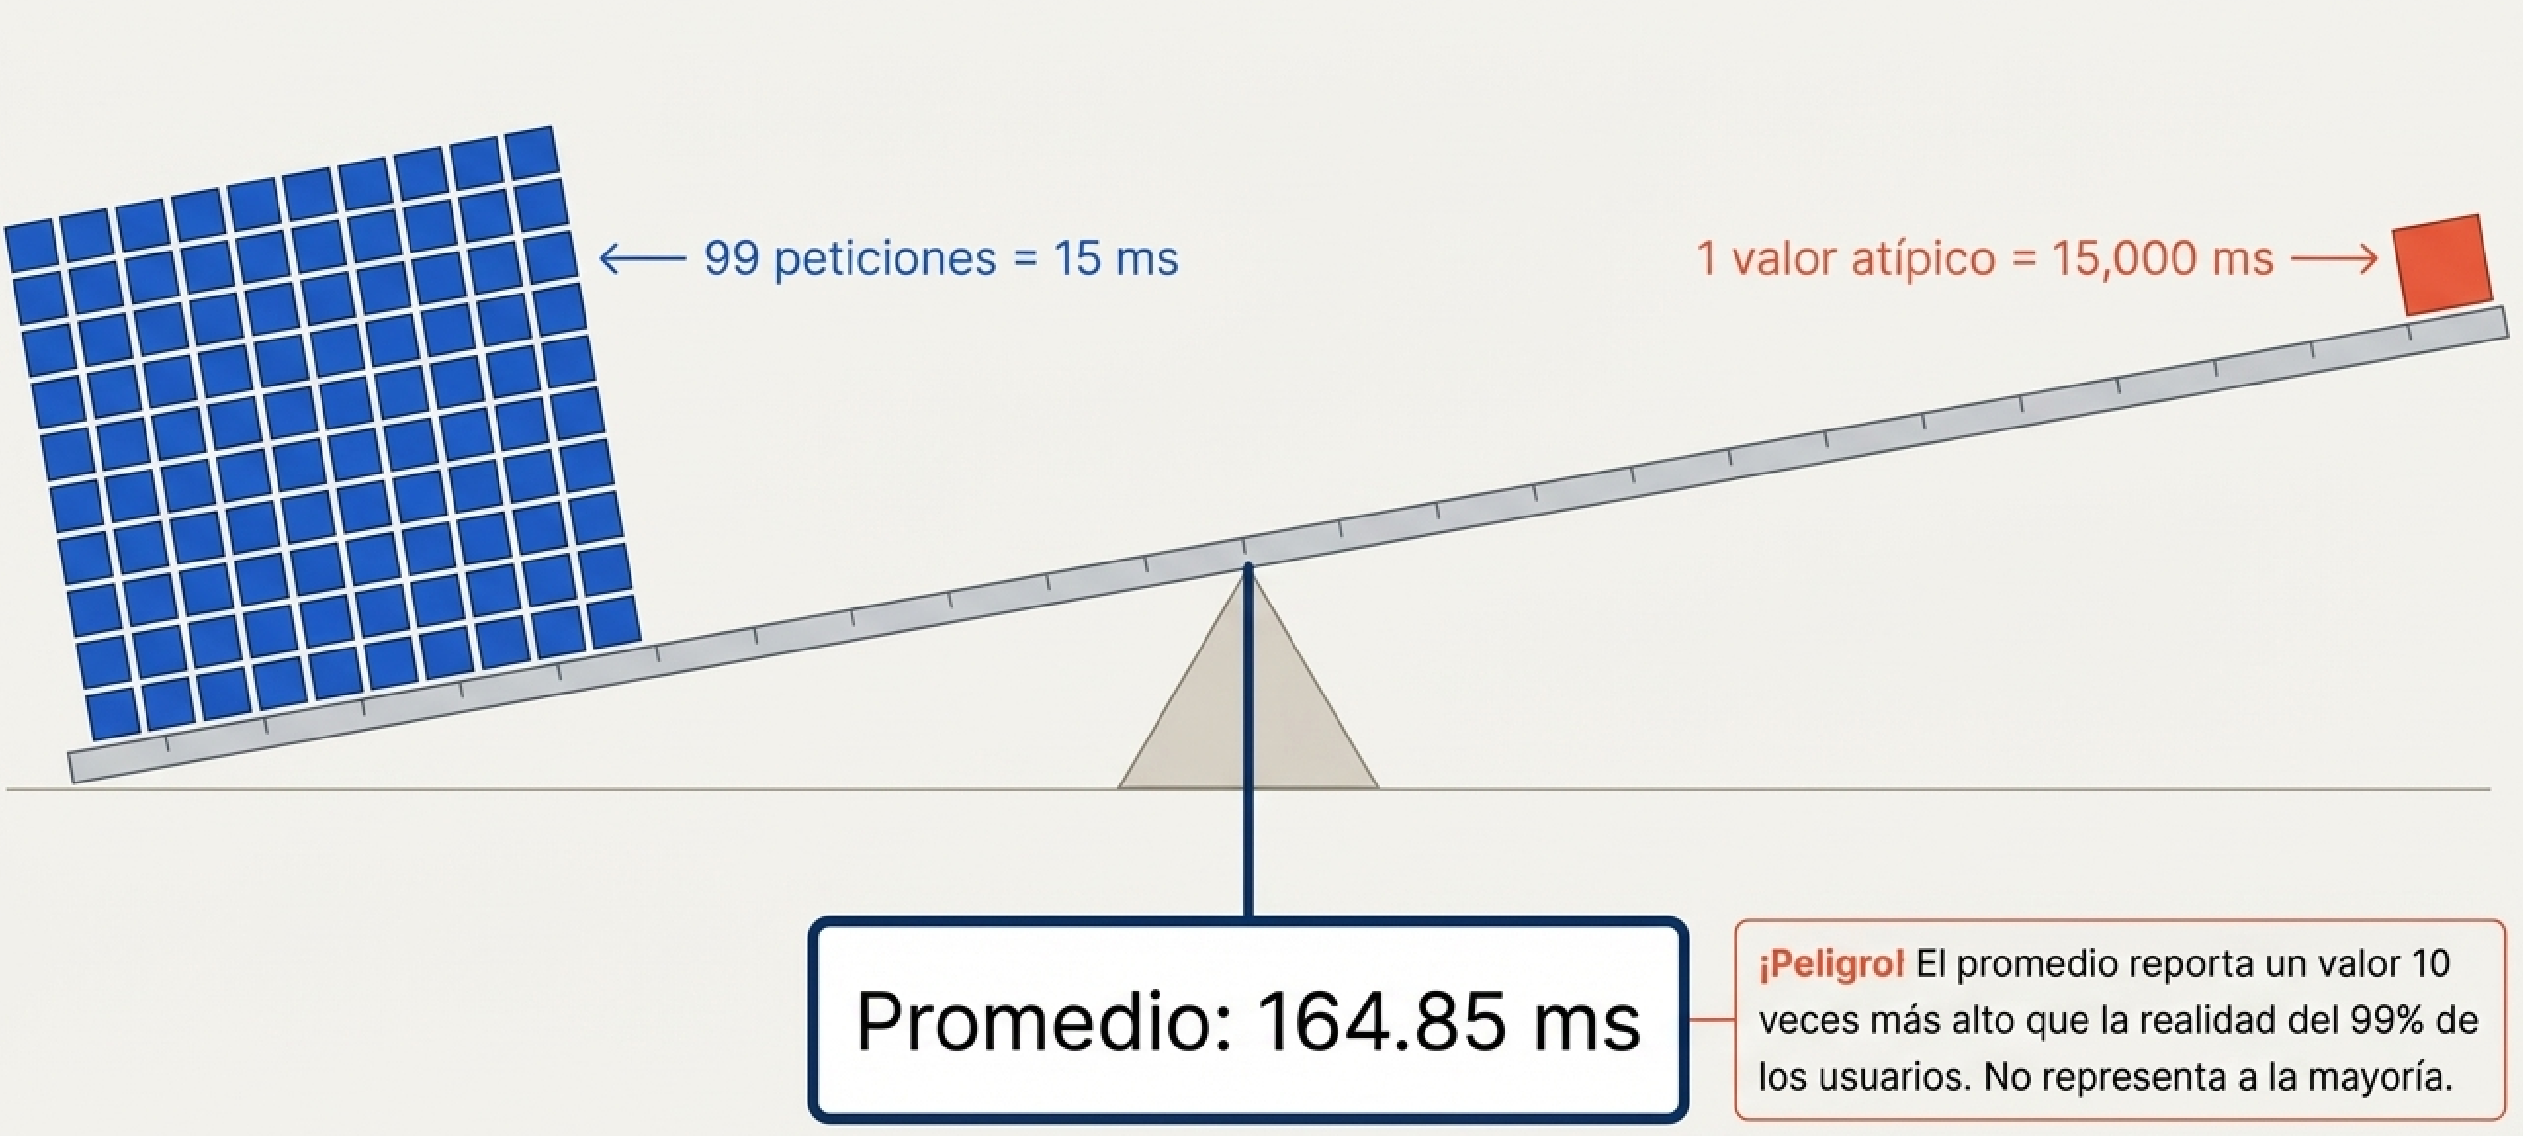 99 peticiones = 15 ms
1 valor atípico = 15,000 ms
Promedio: 164.85 ms
¡Peligro! El promedio reporta un valor 10
veces más alto que la realidad del 99% de
los usuarios. No representa a la mayoría.